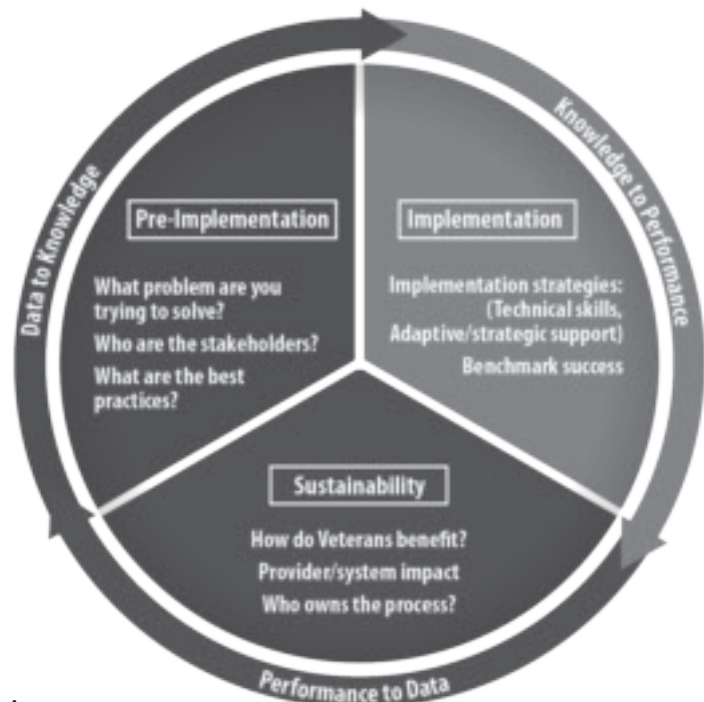 Data to Knowledge
Knowledge to Performance
Pre-Implementation
What problem are you
trying to solve?
Who are the stakeholders?
What are the best
practices?
Implementation
Implementation strategies:
(Technical skills,
Adaptive/strategic support)
Benchmark success
Sustainability
How do Veterans benefit?
Provider/system impact
Who owns the process?
Performance to Data